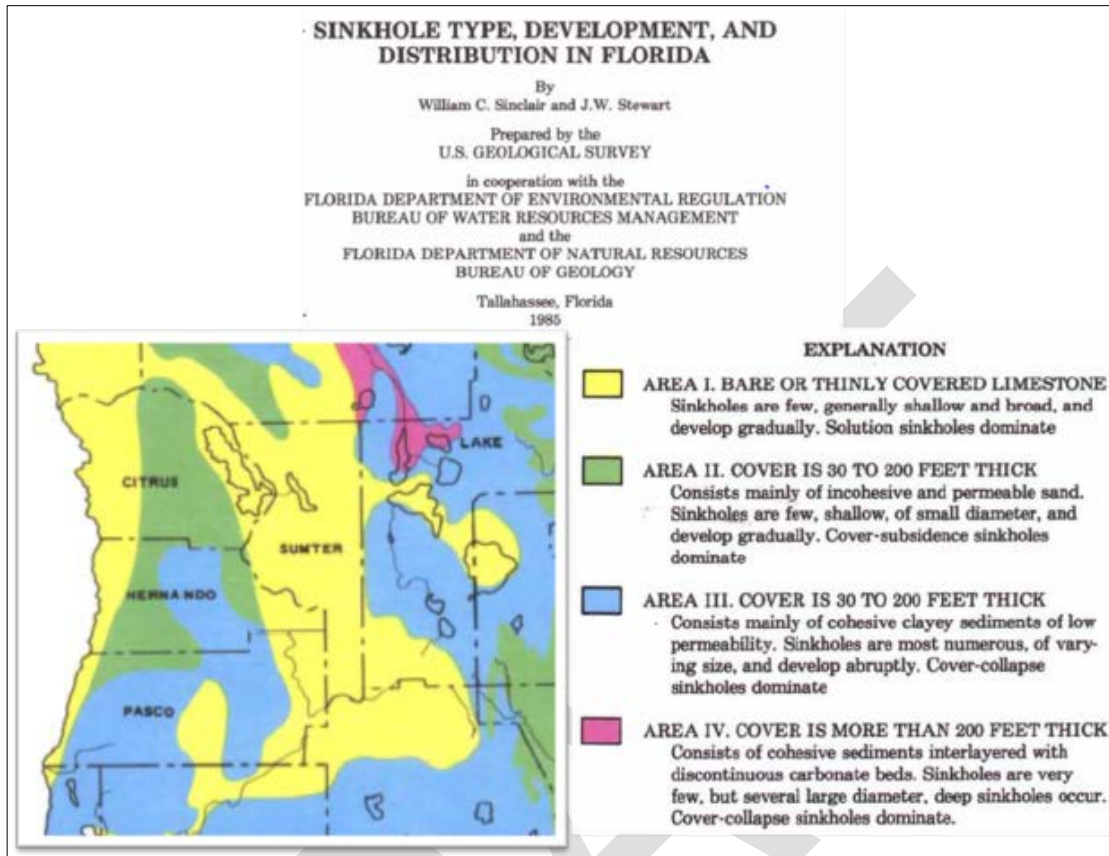 SINKHOLE TYPE, DEVELOPMENT, AND
DISTRIBUTION IN FLORIDA
By
William C. Sinclair and J.W. Stewart
Prepared by the
U.S. GEOLOGICAL SURVEY
in cooperation with the
FLORIDA DEPARTMENT OF ENVIRONMENTAL REGULATION
BUREAU OF WATER RESOURCES MANAGEMENT
and the
FLORIDA DEPARTMENT OF NATURAL RESOURCES
BUREAU OF GEOLOGY
Tallahassee, Florida
1985
CITRUS
LAKE
SUMTER
HERNANDO
PASCO
EXPLANATION
AREA I. BARE OR THINLY COVERED LIMESTONE
Sinkholes are few, generally shallow and broad, and
develop gradually. Solution sinkholes dominate
AREA II. COVER IS 30 TO 200 FEET THICK
Consists mainly of incohesive and permeable sand.
Sinkholes are few, shallow, of small diameter, and
develop gradually. Cover-subsidence sinkholes
dominate
AREA III. COVER IS 30 TO 200 FEET THICK
Consists mainly of cohesive clayey sediments of low
permeability. Sinkholes are most numerous, of vary-
ing size, and develop abruptly. Cover-collapse
sinkholes dominate
AREA IV. COVER IS MORE THAN 200 FEET THICK
Consists of cohesive sediments interlayered with
discontinuous carbonate beds. Sinkholes are very
few, but several large diameter, deep sinkholes occur.
Cover-collapse sinkholes dominate.